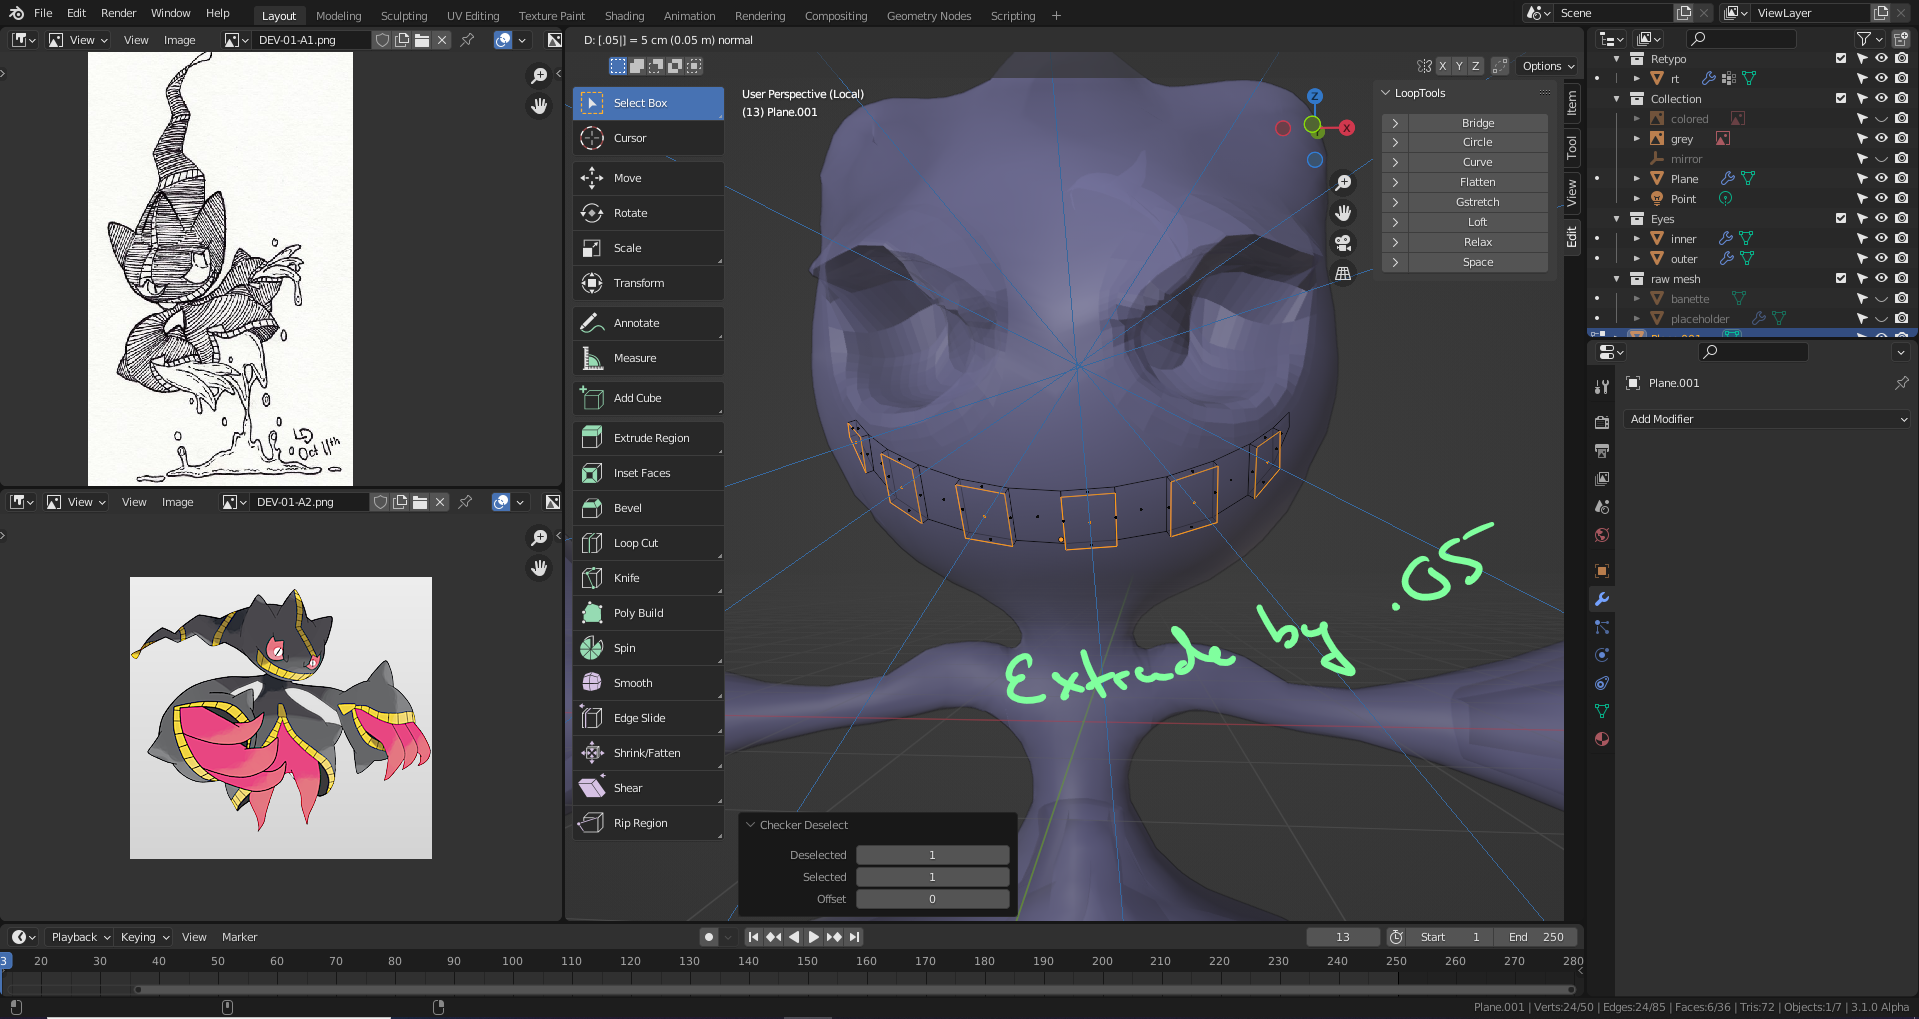 File Edit Render Window Help
Layout Modeling Sculpting UV Editing Texture Paint Shading Animation Rendering Compositing Geometry Nodes Scripting +
Scene
ViewLayer
View View Image DEV-01-A1.png
D: [.05|] = 5 cm (0.05 m) normal
X Y Z Options
User Perspective (Local)
(13) Plane.001
Select Box
Cursor
Move
Rotate
Scale
Transform
Annotate
Measure
Add Cube
Extrude Region
Inset Faces
Bevel
Loop Cut
Knife
Poly Build
Spin
Smooth
Edge Slide
Shrink/Fatten
Shear
Rip Region
Z
X
LoopTools
Bridge
Circle
Curve
Flatten
Gstretch
Loft
Relax
Space
Item
Tool
View
Edit
Retypo
rt
Collection
colored
grey
mirror
Plane
Point
Eyes
inner
outer
raw mesh
banette
placeholder
Plane.001
Plane.001
Add Modifier
LD
Oct 11th
View View Image DEV-01-A2.png
Extrude by .05
Checker Deselect
Deselected 1
Selected 1
Offset 0
Playback Keying View Marker
13 Start 1 End 250
3 20 30 40 50 60 70 80 90 100 110 120 130 140 150 160 170 180 190 200 210 220 230 240 250 260 270 280
Plane.001 | Verts:24/50 | Edges:24/85 | Faces:6/36 | Tris:72 | Objects:1/7 | 3.1.0 Alpha